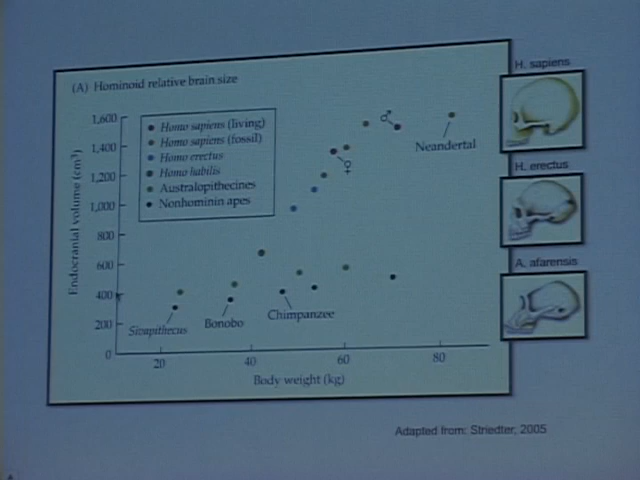 (A) Hominoid relative brain size
H. sapiens
1,600
1,400
1,200
1,000
800
600
400
200
0
Endocranial volume (cm³)
Homo sapiens (living)
Homo sapiens (fossil)
Homo erectus
Homo habilis
Australopithecines
Nonhominin apes
♂
♀
Neandertal
H. erectus
A. afarensis
Sivapithecus
Bonobo
Chimpanzee
20
40
60
80
Body weight (kg)
Adapted from: Striedter, 2005